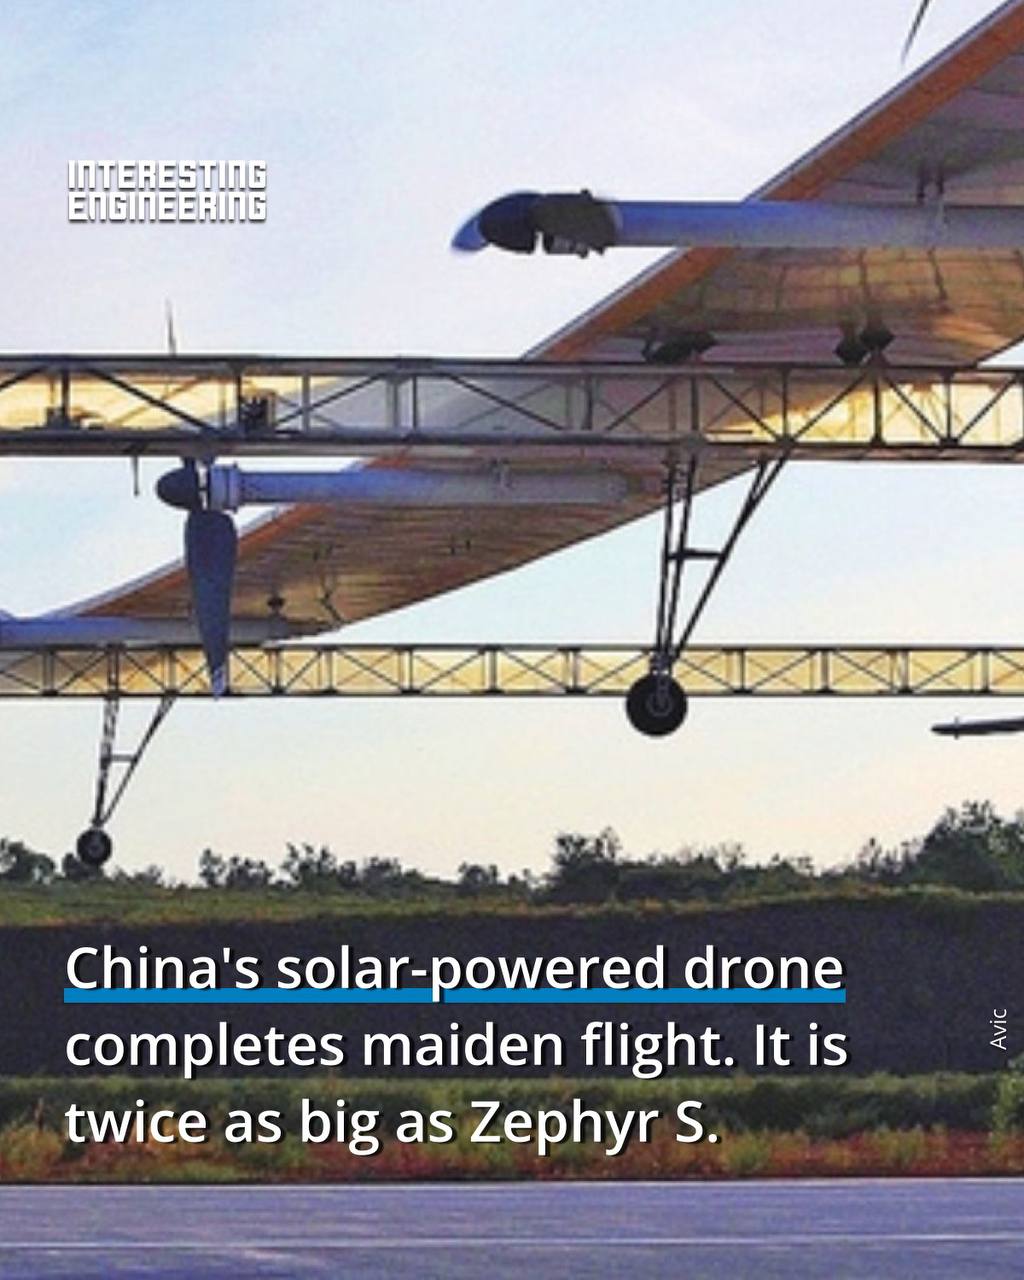 INTERESTING
ENGINEERING
China's solar-powered drone
completes maiden flight. It is
twice as big as Zephyr S.
Avic